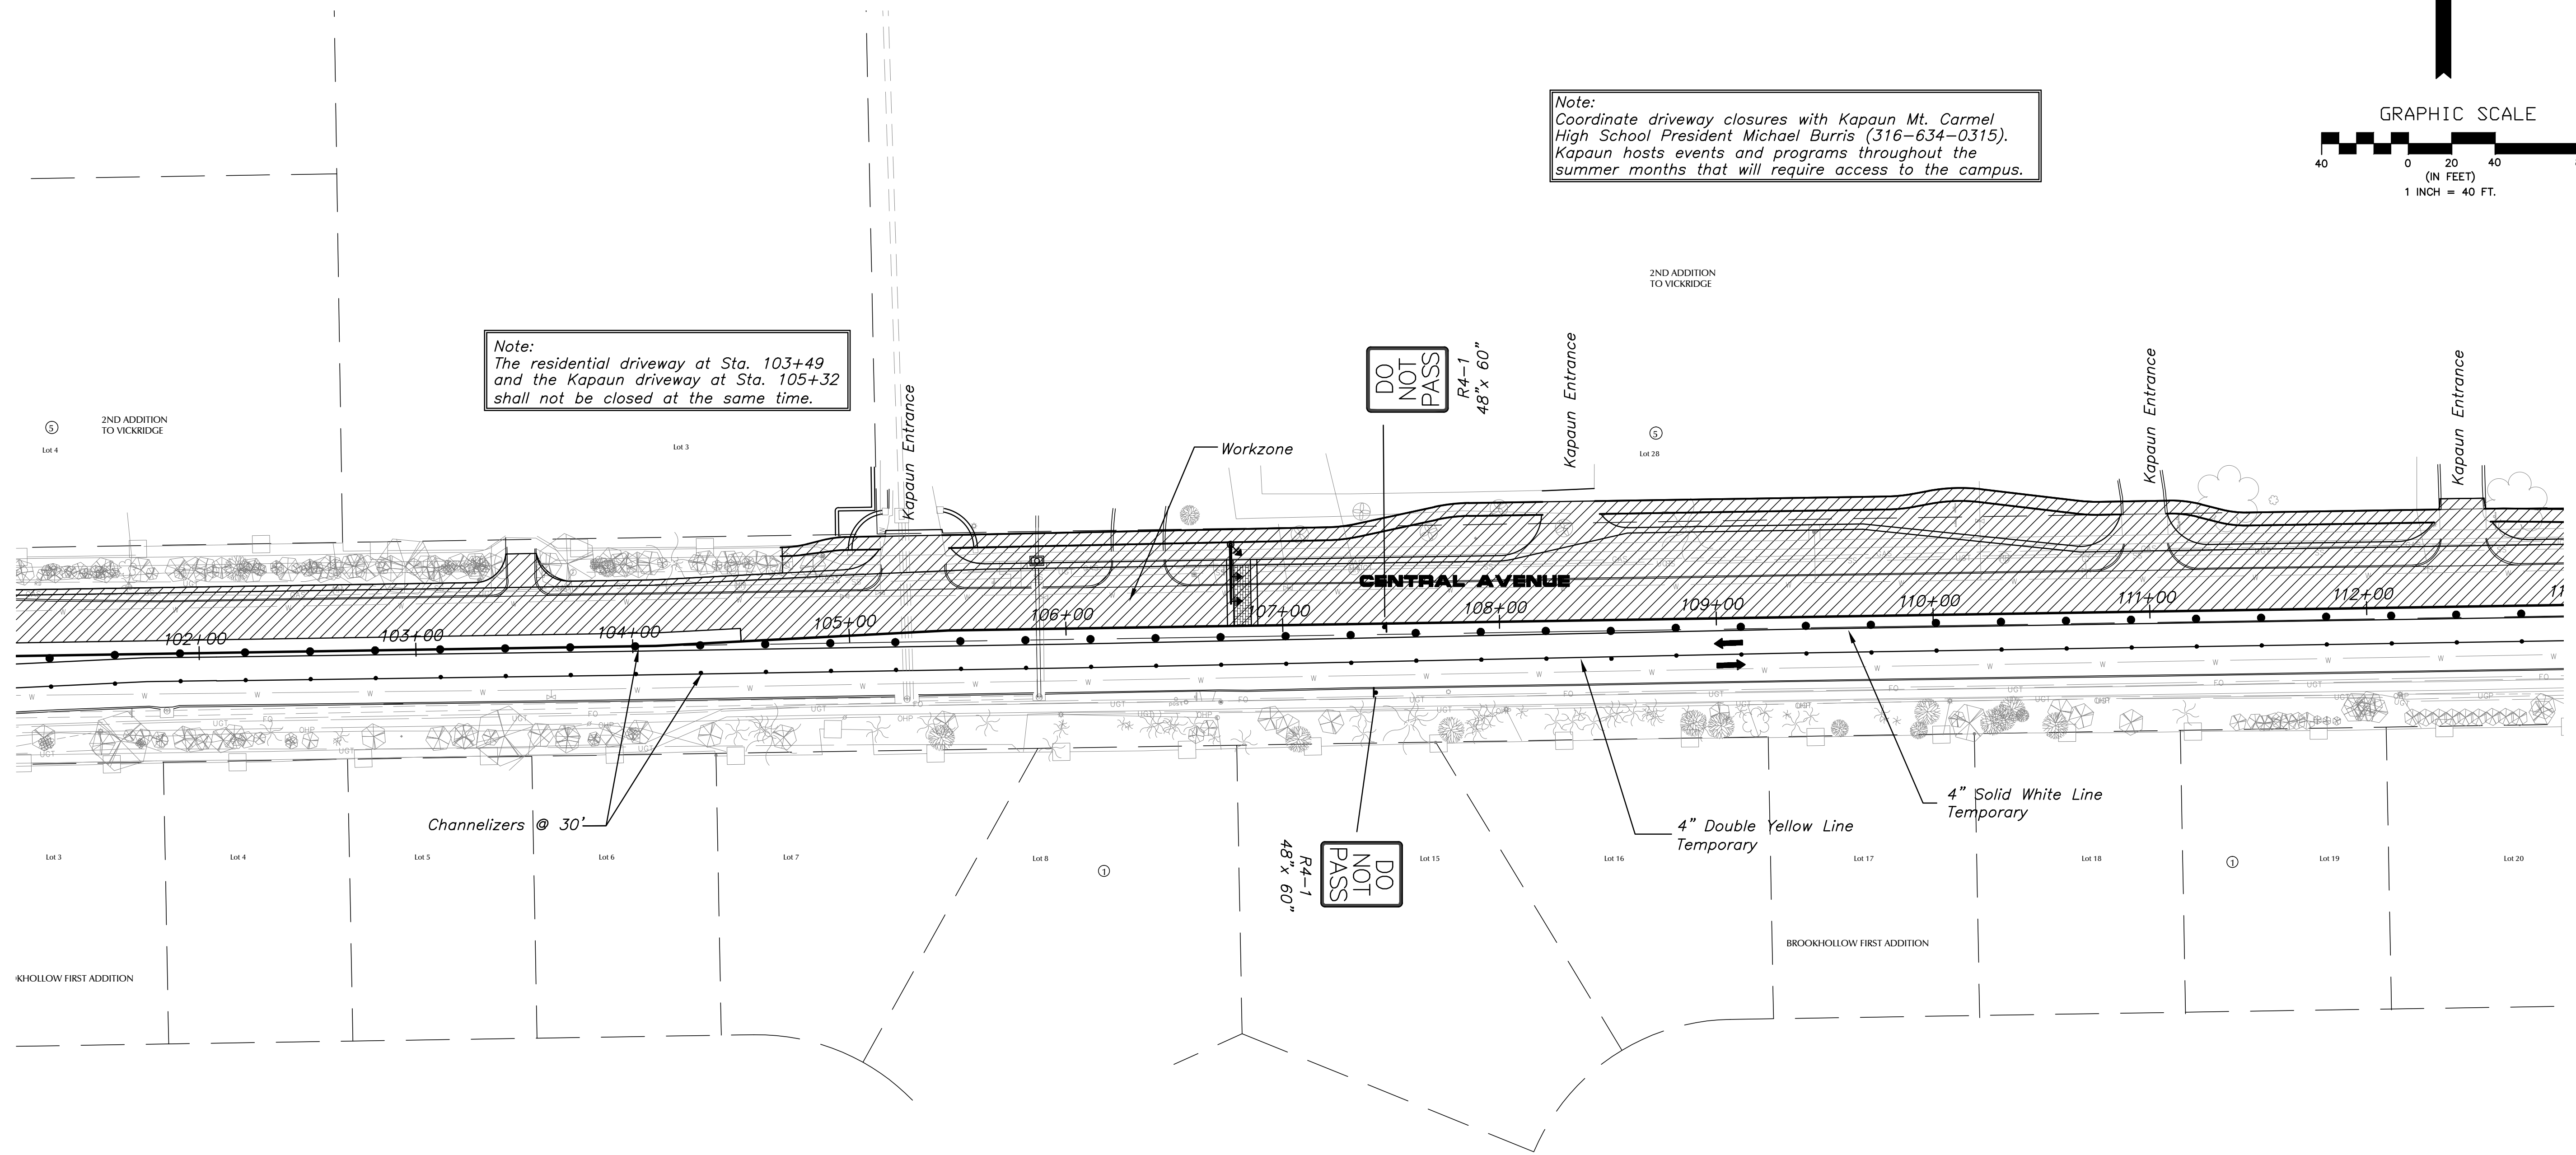 Note:
Coordinate driveway closures with Kapaun Mt. Carmel
High School President Michael Burris (316-634-0315).
Kapaun hosts events and programs throughout the
summer months that will require access to the campus.
GRAPHIC SCALE
40 0 20 40
(IN FEET)
1 INCH = 40 FT.
2ND ADDITION
TO VICKRIDGE
Note:
The residential driveway at Sta. 103+49
and the Kapaun driveway at Sta. 105+32
shall not be closed at the same time.
DO
NOT
PASS
R4-1
48"x 60"
Kapaun Entrance
Kapaun Entrance
Kapaun Entrance
Kapaun Entrance
5
2ND ADDITION
TO VICKRIDGE
Lot 4
Lot 3
Workzone
5
Lot 28
CENTRAL AVENUE
102+00
103+00
104+00
105+00
106+00
107+00
108+00
109+00
110+00
111+00
112+00
Channelizers @ 30'
4" Double Yellow Line
Temporary
4" Solid White Line
Temporary
DO
NOT
PASS
R4-1
48"x 60"
Lot 3
Lot 4
Lot 5
Lot 6
Lot 7
Lot 8
1
Lot 15
Lot 16
Lot 17
Lot 18
1
Lot 19
Lot 20
BROOKHOLLOW FIRST ADDITION
KHOLLOW FIRST ADDITION